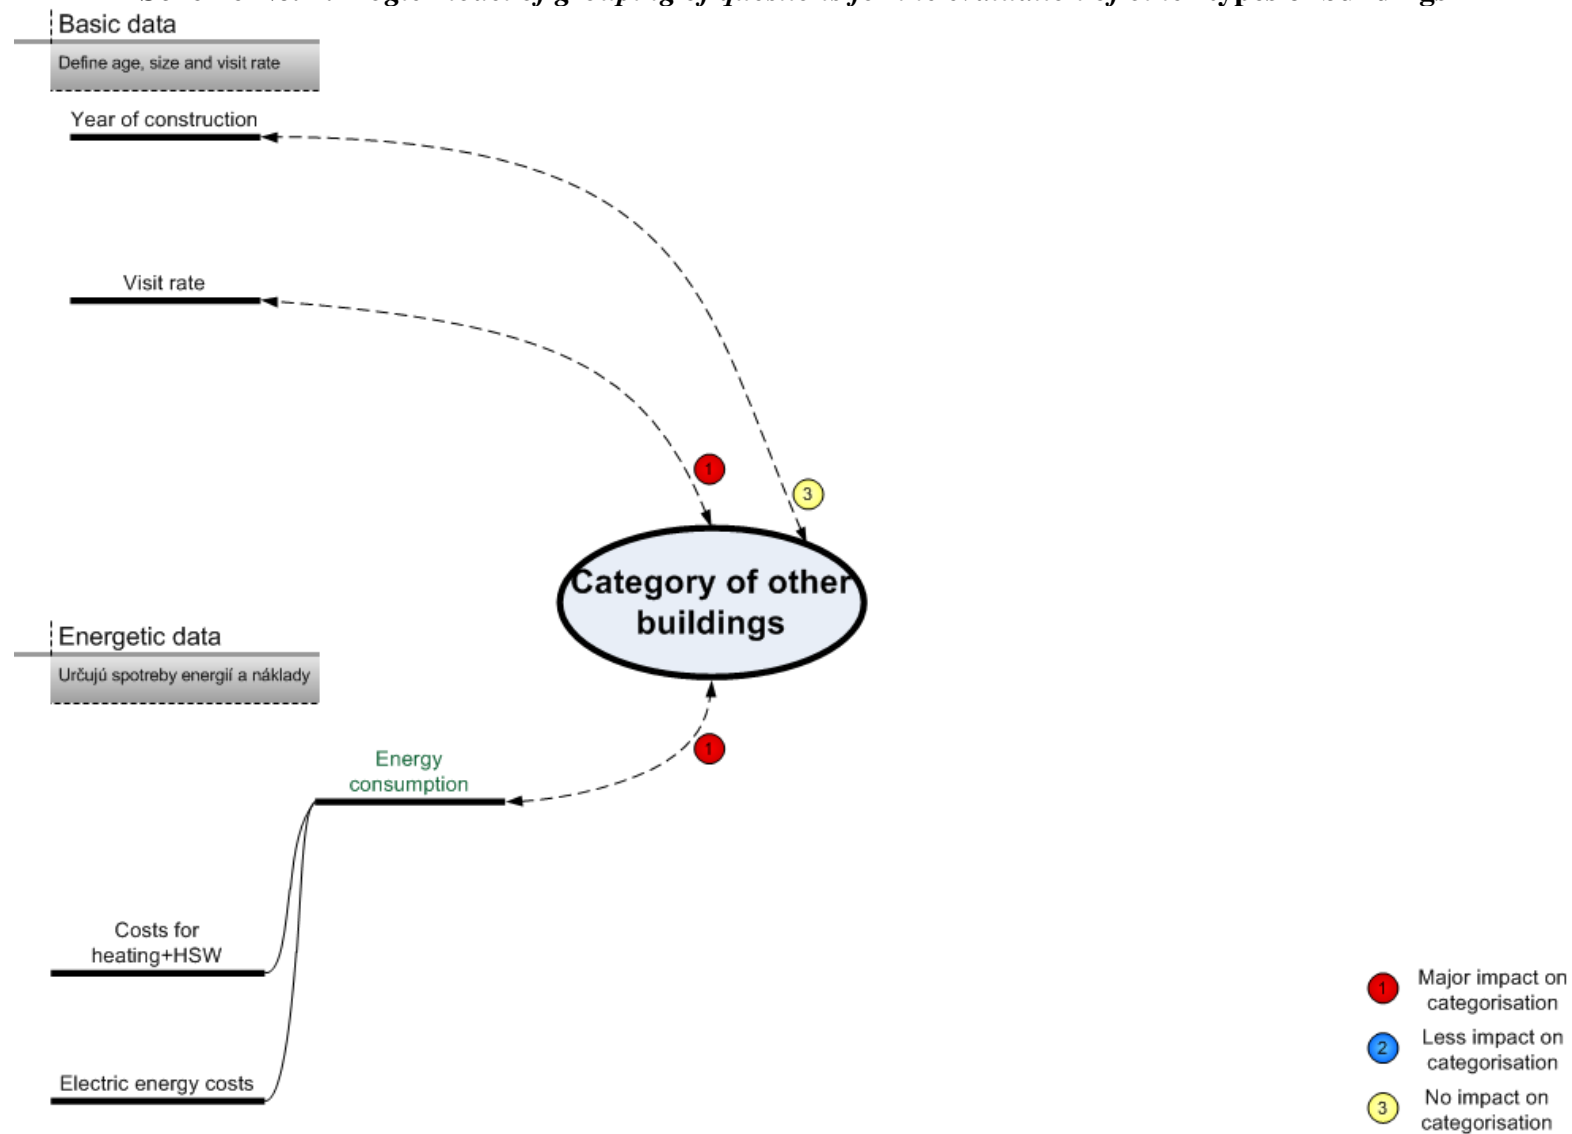 Basic data
Define age, size and visit rate
Year of construction
Visit rate
1
3
Category of other
buildings
Energetic data
Určujú spotreby energií a náklady
1
Energy
consumption
Costs for
heating+HSW
Electric energy costs
1
Major impact on
categorisation
2
Less impact on
categorisation
3
No impact on
categorisation